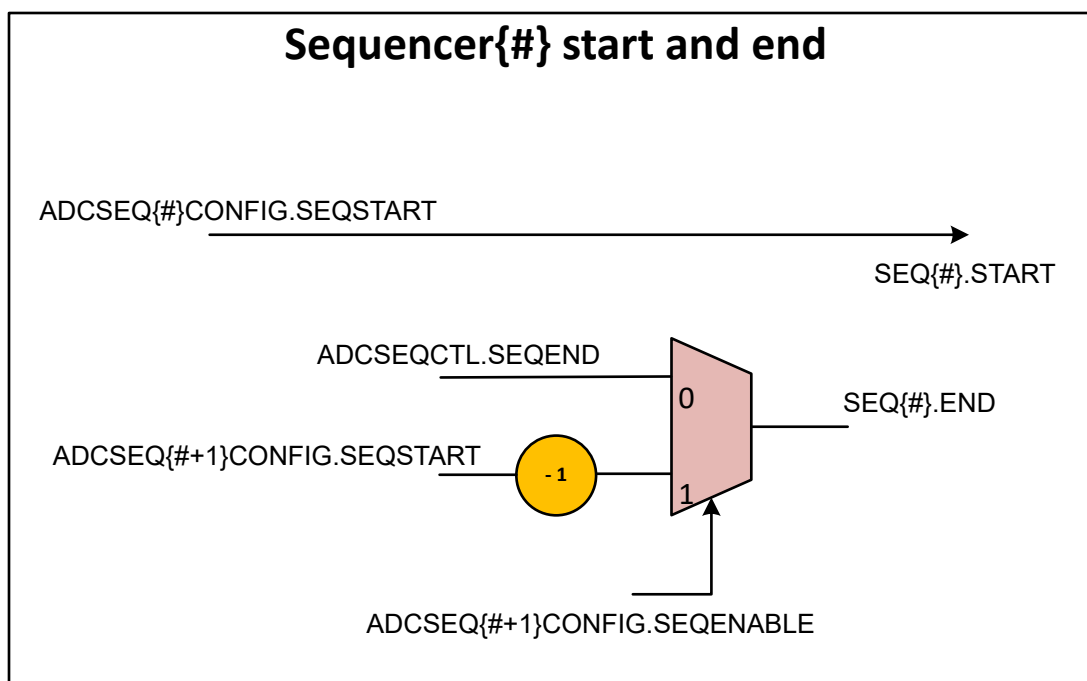 Sequencer{#} start and end
ADCSEQ{#}CONFIG.SEQSTART
SEQ{#}.START
ADCSEQCTL.SEQEND
0
SEQ{#}.END
ADCSEQ{#+1}CONFIG.SEQSTART
- 1
1
ADCSEQ{#+1}CONFIG.SEQENABLE